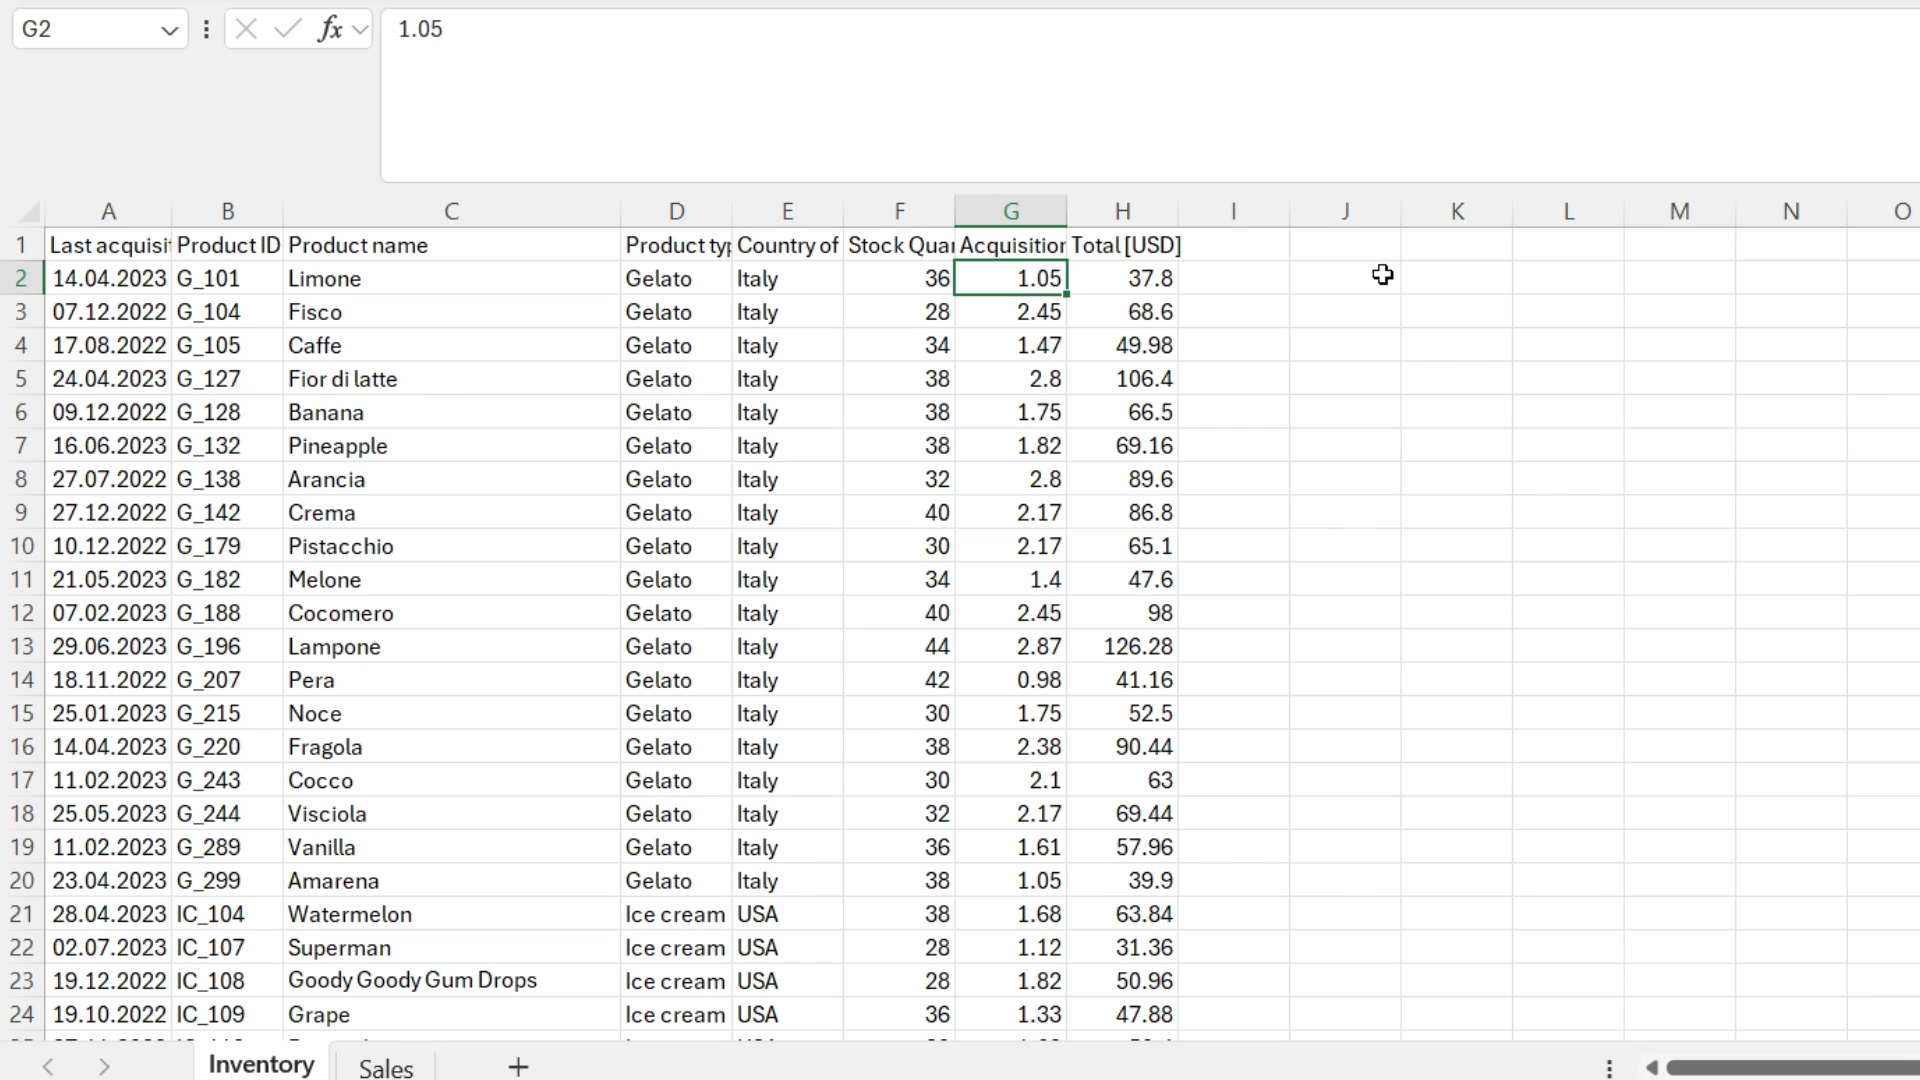 G2 fx 1.05
A B C D E F G H I J K L M N O
1 Last acquisit Product ID Product name Product typ Country of Stock Quar Acquisition Total [USD]
2 14.04.2023 G_101 Limone Gelato Italy 36 1.05 37.8
3 07.12.2022 G_104 Fisco Gelato Italy 28 2.45 68.6
4 17.08.2022 G_105 Caffe Gelato Italy 34 1.47 49.98
5 24.04.2023 G_127 Fior di latte Gelato Italy 38 2.8 106.4
6 09.12.2022 G_128 Banana Gelato Italy 38 1.75 66.5
7 16.06.2023 G_132 Pineapple Gelato Italy 38 1.82 69.16
8 27.07.2022 G_138 Arancia Gelato Italy 32 2.8 89.6
9 27.12.2022 G_142 Crema Gelato Italy 40 2.17 86.8
10 10.12.2022 G_179 Pistacchio Gelato Italy 30 2.17 65.1
11 21.05.2023 G_182 Melone Gelato Italy 34 1.4 47.6
12 07.02.2023 G_188 Cocomero Gelato Italy 40 2.45 98
13 29.06.2023 G_196 Lampone Gelato Italy 44 2.87 126.28
14 18.11.2022 G_207 Pera Gelato Italy 42 0.98 41.16
15 25.01.2023 G_215 Noce Gelato Italy 30 1.75 52.5
16 14.04.2023 G_220 Fragola Gelato Italy 38 2.38 90.44
17 11.02.2023 G_243 Cocco Gelato Italy 30 2.1 63
18 25.05.2023 G_244 Visciola Gelato Italy 32 2.17 69.44
19 11.02.2023 G_289 Vanilla Gelato Italy 36 1.61 57.96
20 23.04.2023 G_299 Amarena Gelato Italy 38 1.05 39.9
21 28.04.2023 IC_104 Watermelon Ice cream USA 38 1.68 63.84
22 02.07.2023 IC_107 Superman Ice cream USA 28 1.12 31.36
23 19.12.2022 IC_108 Goody Goody Gum Drops Ice cream USA 28 1.82 50.96
24 19.10.2022 IC_109 Grape Ice cream USA 36 1.33 47.88
Inventory Sales